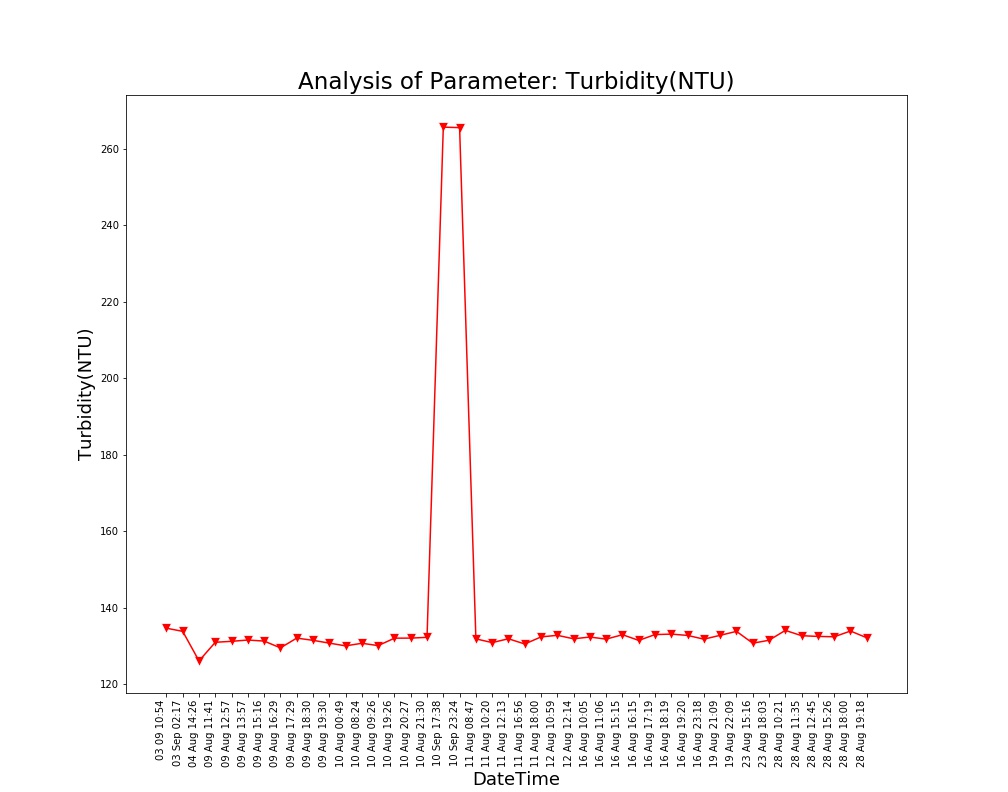 Analysis of Parameter: Turbidity(NTU)
Turbidity(NTU)
260
240
220
200
180
160
140
120
03 09 10:54
03 Sep 02:17
04 Aug 14:26
09 Aug 11:41
09 Aug 12:57
09 Aug 13:57
09 Aug 15:16
09 Aug 16:29
09 Aug 17:29
09 Aug 18:30
09 Aug 19:30
10 Aug 00:49
10 Aug 08:24
10 Aug 09:26
10 Aug 19:26
10 Aug 20:27
10 Aug 21:30
10 Sep 17:38
10 Sep 23:24
11 Aug 08:47
11 Aug 10:20
11 Aug 12:13
11 Aug 16:56
11 Aug 18:00
12 Aug 10:59
12 Aug 12:14
16 Aug 10:05
16 Aug 11:06
16 Aug 15:15
16 Aug 16:15
16 Aug 17:19
16 Aug 18:19
16 Aug 19:20
16 Aug 23:18
19 Aug 21:09
19 Aug 22:09
23 Aug 15:16
23 Aug 18:03
28 Aug 10:21
28 Aug 11:35
28 Aug 12:45
28 Aug 15:26
28 Aug 18:00
28 Aug 19:18
DateTime